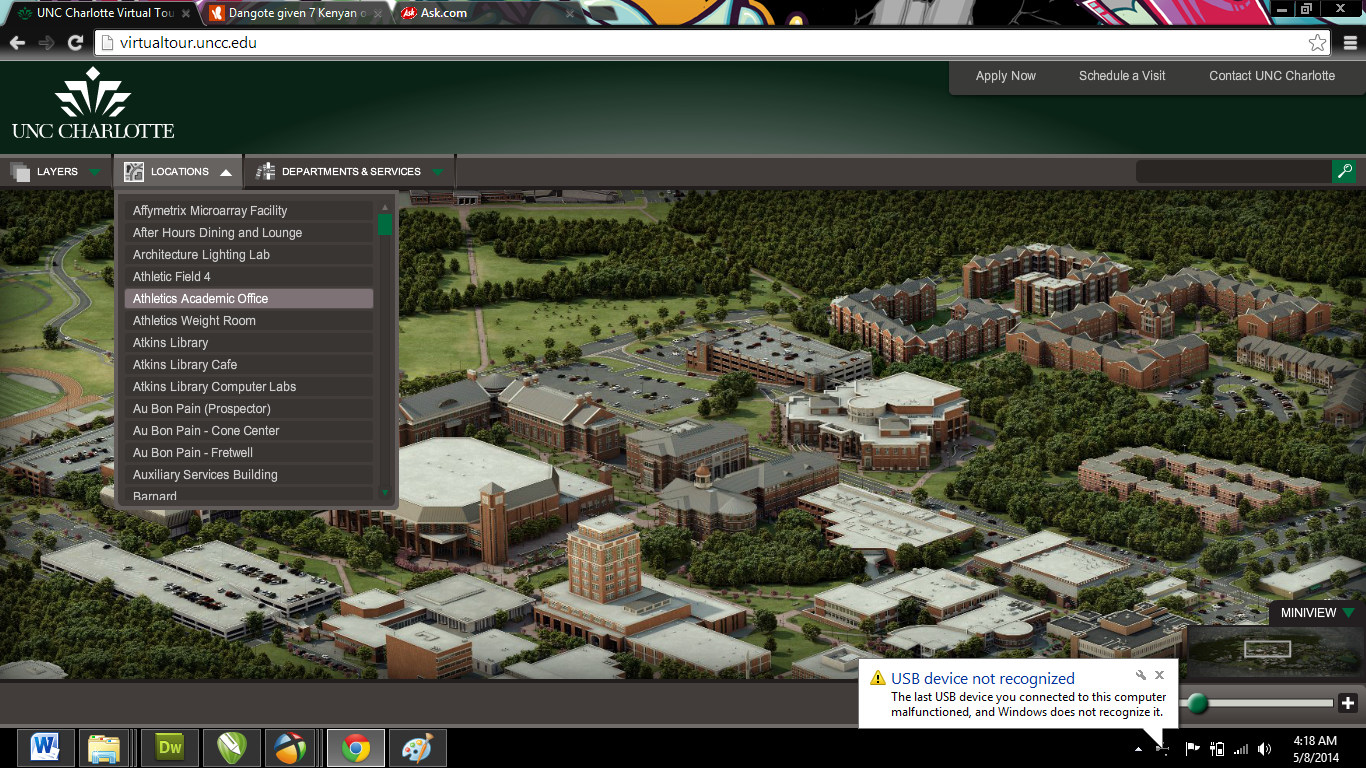 UNC Charlotte Virtual Tou
Dangote given 7 Kenyan o
Ask
Ask.com
virtualtour.uncc.edu
Apply Now
Schedule a Visit
Contact UNC Charlotte
UNC CHARLOTTE
LAYERS
LOCATIONS
DEPARTMENTS & SERVICES
Affymetrix Microarray Facility
After Hours Dining and Lounge
Architecture Lighting Lab
Athletic Field 4
Athletics Academic Office
Athletics Weight Room
Atkins Library
Atkins Library Cafe
Atkins Library Computer Labs
Au Bon Pain (Prospector)
Au Bon Pain - Cone Center
Au Bon Pain - Fretwell
Auxiliary Services Building
Barnard
MINIVIEW
USB device not recognized
The last USB device you connected to this computer
malfunctioned, and Windows does not recognize it.
W
Dw
4:18 AM
5/8/2014